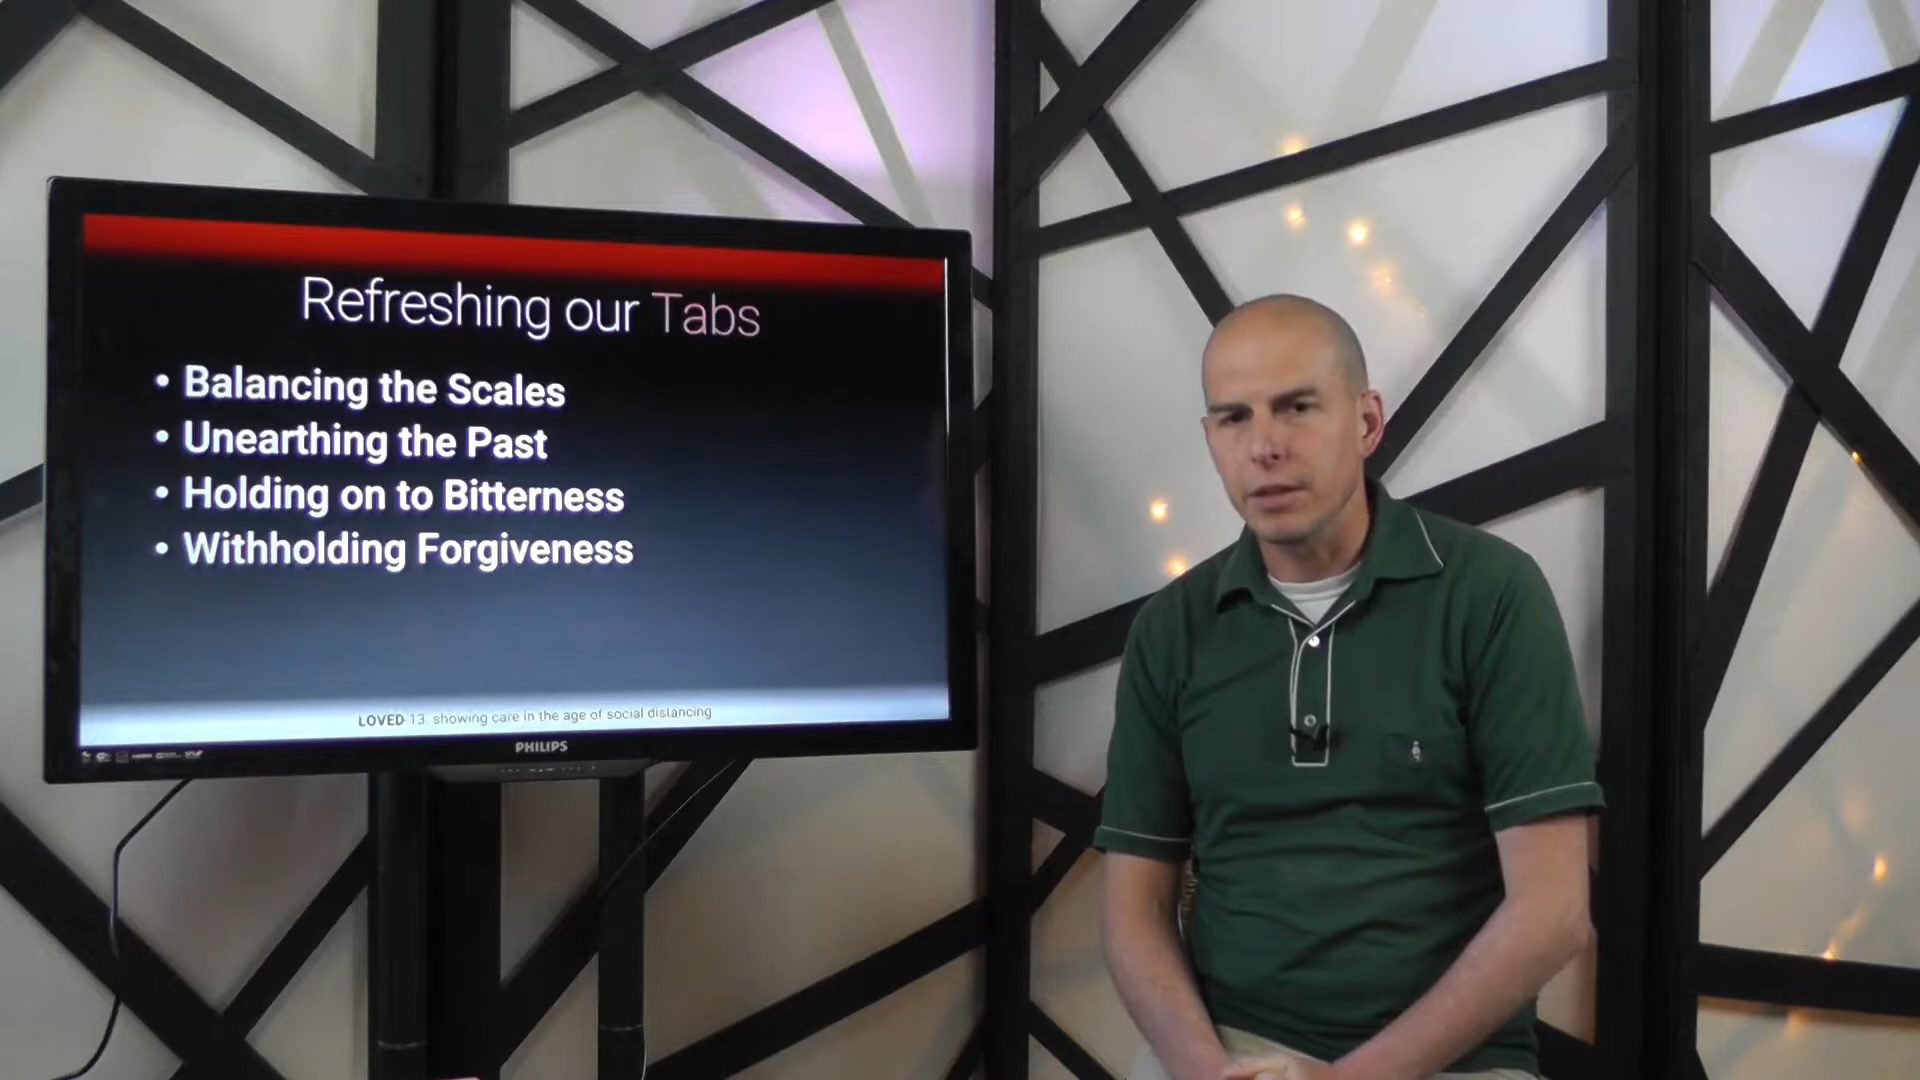 Refreshing our Tabs
• Balancing the Scales
• Unearthing the Past
• Holding on to Bitterness
• Withholding Forgiveness
LOVED-13: showing care in the age of social distancing
PHILIPS